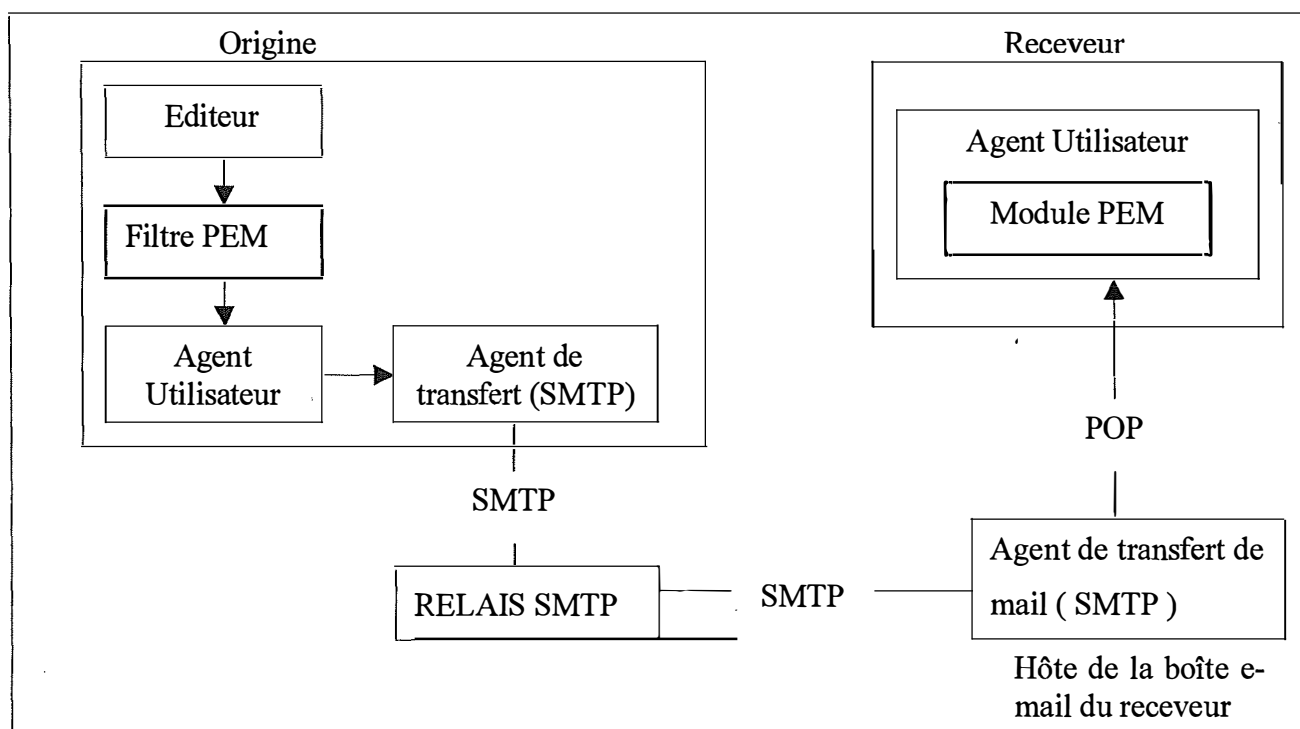 Origine
Editeur
Filtre PEM
Agent
Utilisateur
Agent de
transfert (SMTP)
SMTP
RELAIS SMTP
SMTP
Receveur
Agent Utilisateur
Module PEM
POP
Agent de transfert de
mail ( SMTP )
Hôte de la boîte e-
mail du receveur